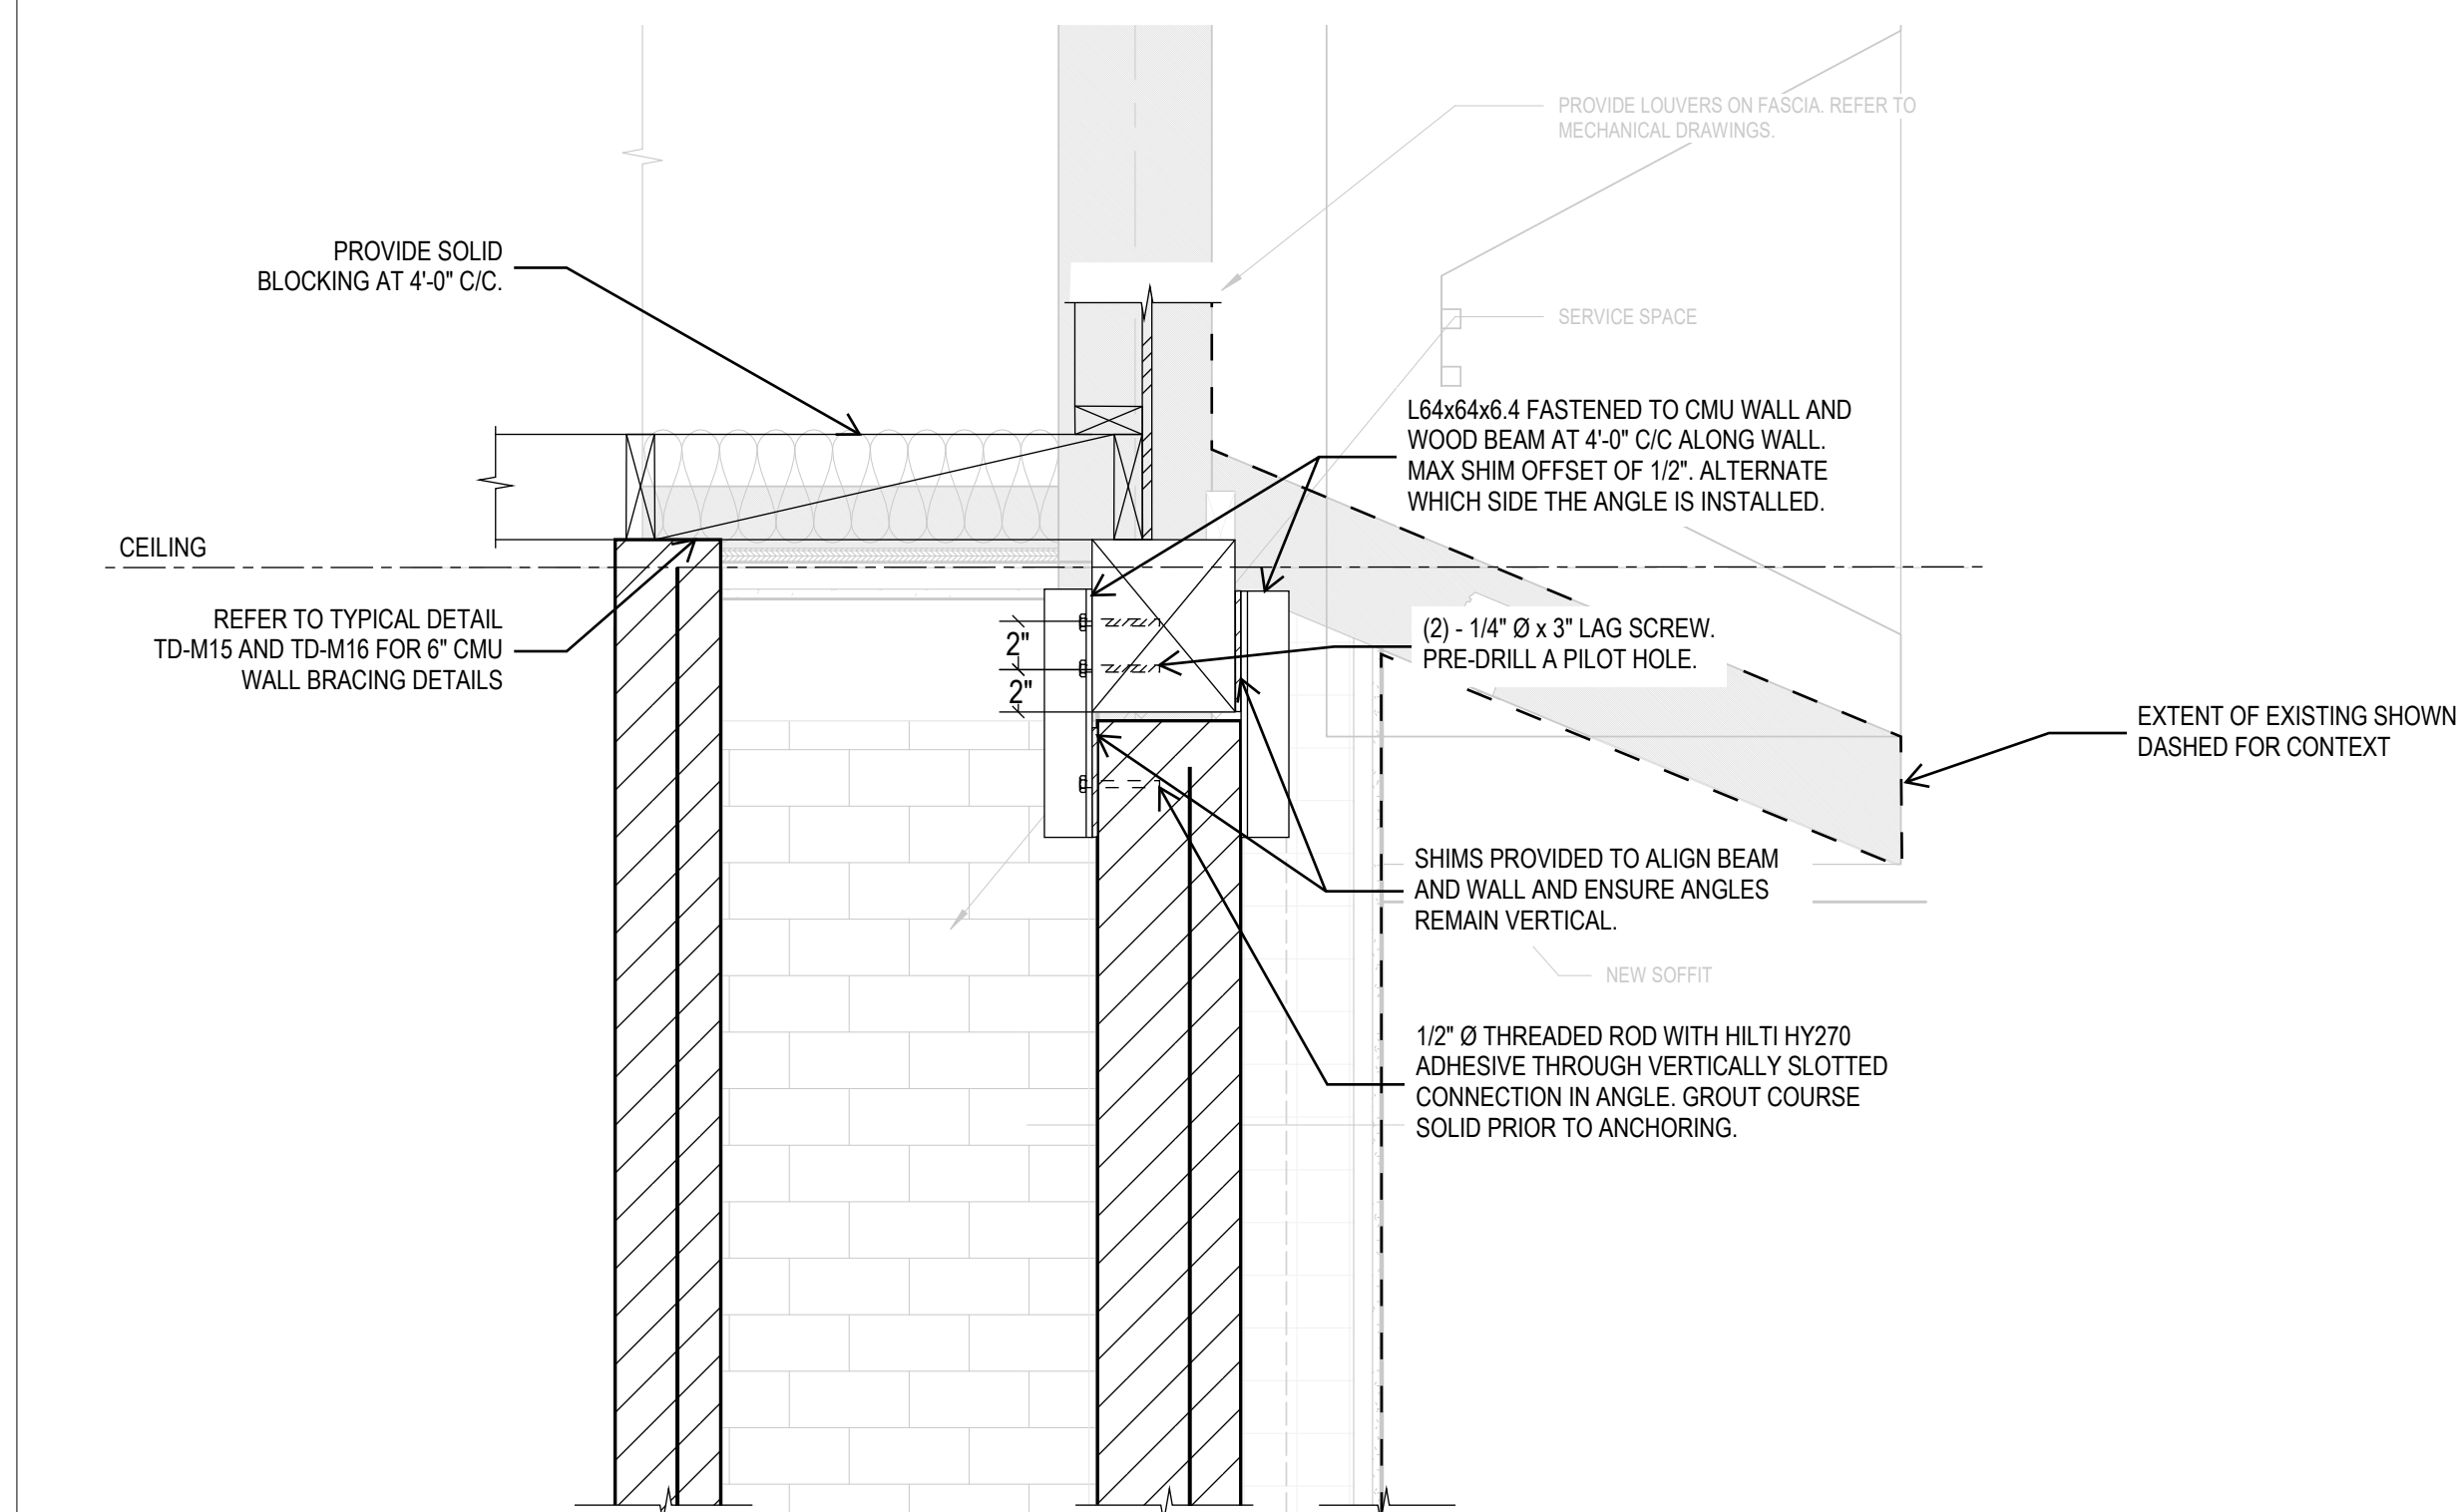 PROVIDE LOUVERS ON FASCIA. REFER TO
MECHANICAL DRAWINGS.
PROVIDE SOLID
BLOCKING AT 4'-0" C/C.
SERVICE SPACE
L64x64x6.4 FASTENED TO CMU WALL AND
WOOD BEAM AT 4'-0" C/C ALONG WALL.
MAX SHIM OFFSET OF 1/2". ALTERNATE
WHICH SIDE THE ANGLE IS INSTALLED.
CEILING
REFER TO TYPICAL DETAIL
TD-M15 AND TD-M16 FOR 6" CMU
WALL BRACING DETAILS
2"
2"
(2) - 1/4" Ø x 3" LAG SCREW.
PRE-DRILL A PILOT HOLE.
EXTENT OF EXISTING SHOWN
DASHED FOR CONTEXT
SHIMS PROVIDED TO ALIGN BEAM
AND WALL AND ENSURE ANGLES
REMAIN VERTICAL.
NEW SOFFIT
1/2" Ø THREADED ROD WITH HILTI HY270
ADHESIVE THROUGH VERTICALLY SLOTTED
CONNECTION IN ANGLE. GROUT COURSE
SOLID PRIOR TO ANCHORING.